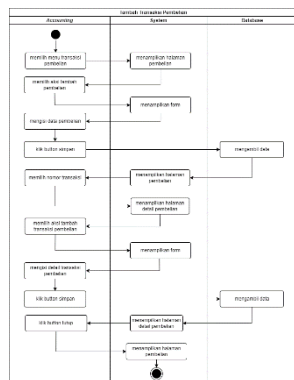 Tambah Transaksi Pembelian
Accounting
System
Database
memilih menu transaksi
pembelian
menampilkan halaman
pembelian
memilih aksi tambah
pembelian
menampilkan form
mengisi data pembelian
klik button simpan
mengambil data
menampilkan halaman
pembelian
memilih nomor transaksi
menampilkan halaman
detail pembelian
memilih aksi tambah
transaksi pembelian
menampilkan form
mengisi detail transaksi
pembelian
klik button simpan
mengambil data
menampilkan halaman
detail pembelian
klik button tutup
menampilkan halaman
pembelian